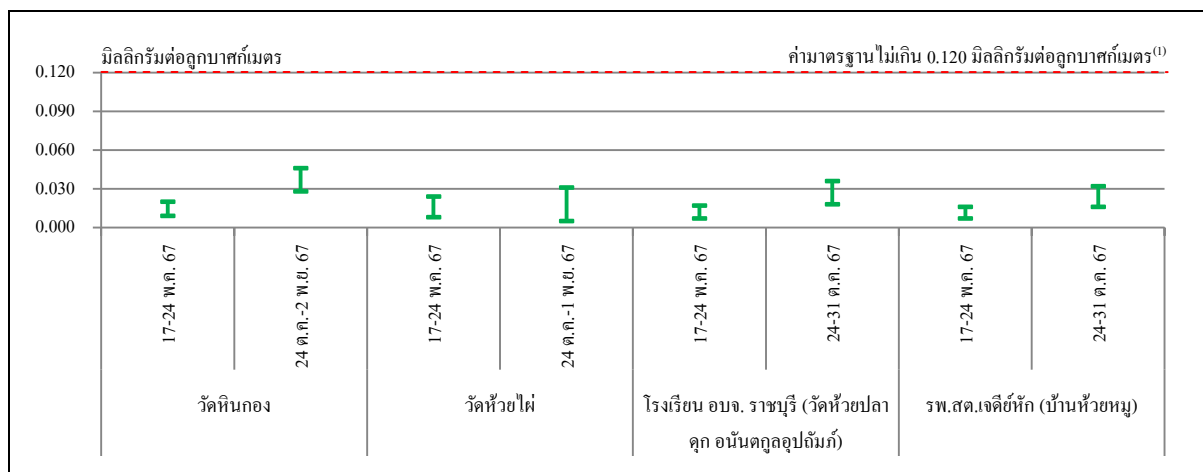 มิลลิกรัมต่อลูกบาศก์เมตร
ค่ามาตรฐานไม่เกิน 0.120 มิลลิกรัมต่อลูกบาศก์เมตร⁽¹⁾
0.120
0.090
0.060
0.030
0.000
17-24 พ.ค. 67
24 ต.ค.-2 พ.ย. 67
17-24 พ.ค. 67
24 ต.ค.-1 พ.ย. 67
17-24 พ.ค. 67
24-31 ต.ค. 67
17-24 พ.ค. 67
24-31 ต.ค. 67
วัดหินกอง
วัดห้วยไผ่
โรงเรียน อบจ. ราชบุรี (วัดห้วยปลา
ดุก อนันตกูลอุปถัมภ์)
รพ.สต.เจดีย์หัก (บ้านห้วยหมู)